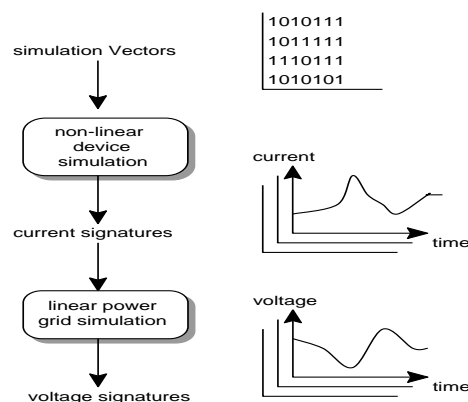 simulation Vectors
1010111
1011111
1110111
1010101
non-linear
device
simulation
current
time
current signatures
linear power
grid simulation
voltage
time
voltage signatures